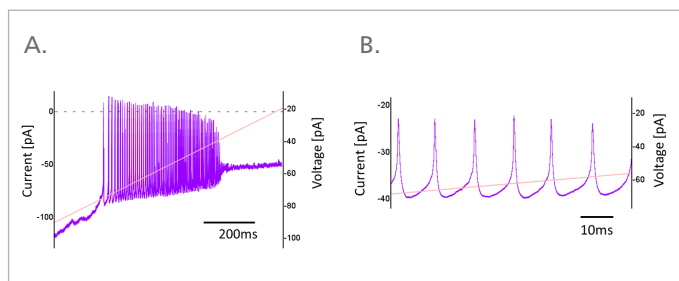 A.
B.
0
-50
-100
Current [pA]
-20
-40
-60
-80
-100
Voltage [pA]
200ms
-20
-30
-40
Current [pA]
-20
-40
-60
Voltage [pA]
10ms